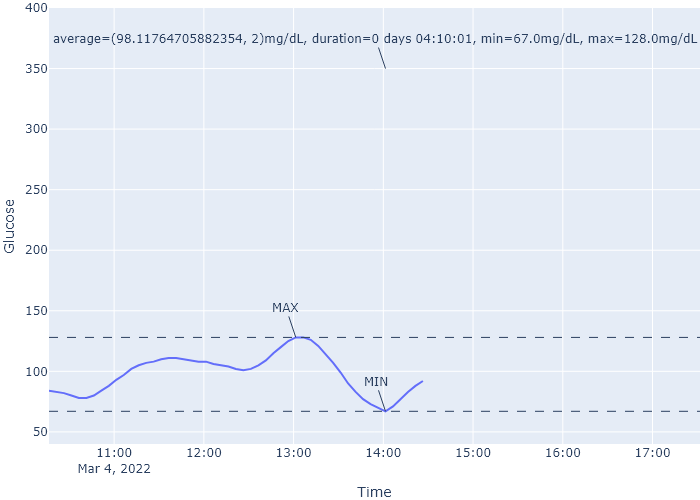 400
average=(98.11764705882354, 2)mg/dL, duration=0 days 04:10:01, min=67.0mg/dL, max=128.0mg/dL
350
300
250
200
150
100
50
Glucose
MAX
MIN
11:00 12:00 13:00 14:00 15:00 16:00 17:00
Mar 4, 2022
Time